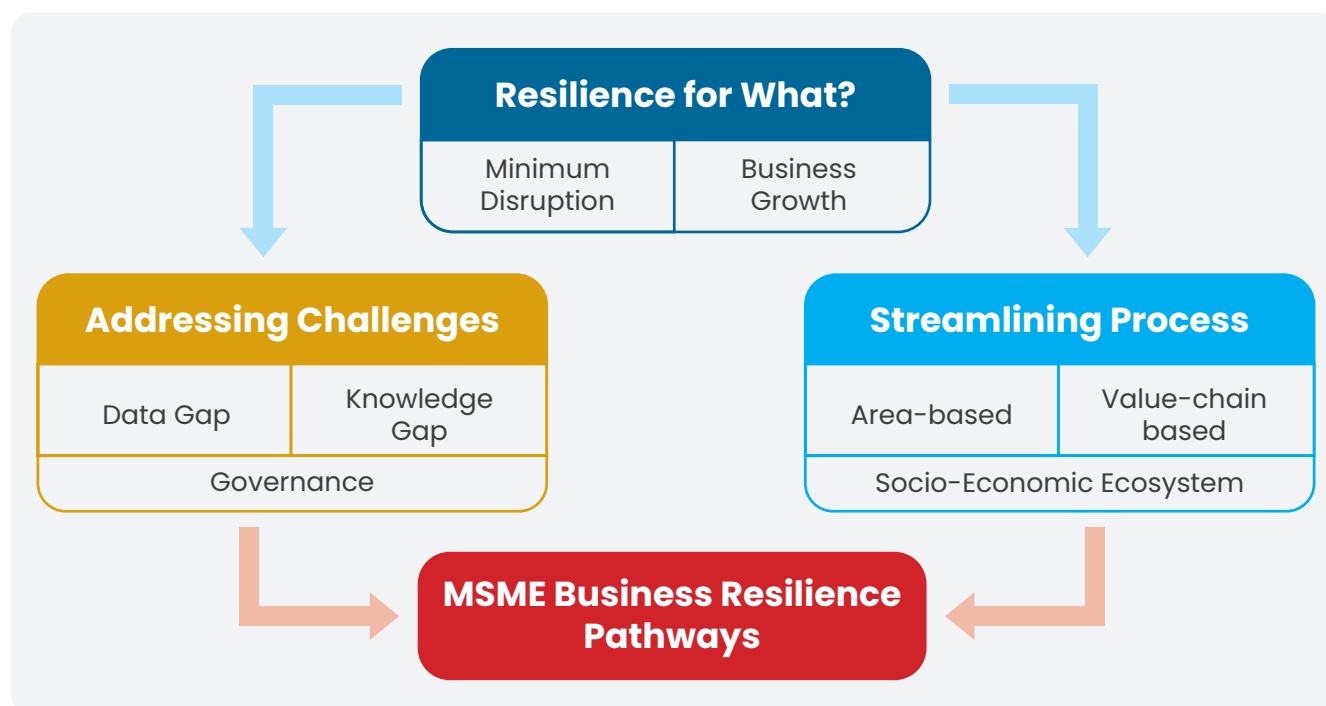 Resilience for What?
Minimum
Disruption
Business
Growth
Addressing Challenges
Data Gap
Knowledge
Gap
Governance
Streamlining Process
Area-based
Value-chain
based
Socio-Economic Ecosystem
MSME Business Resilience
Pathways